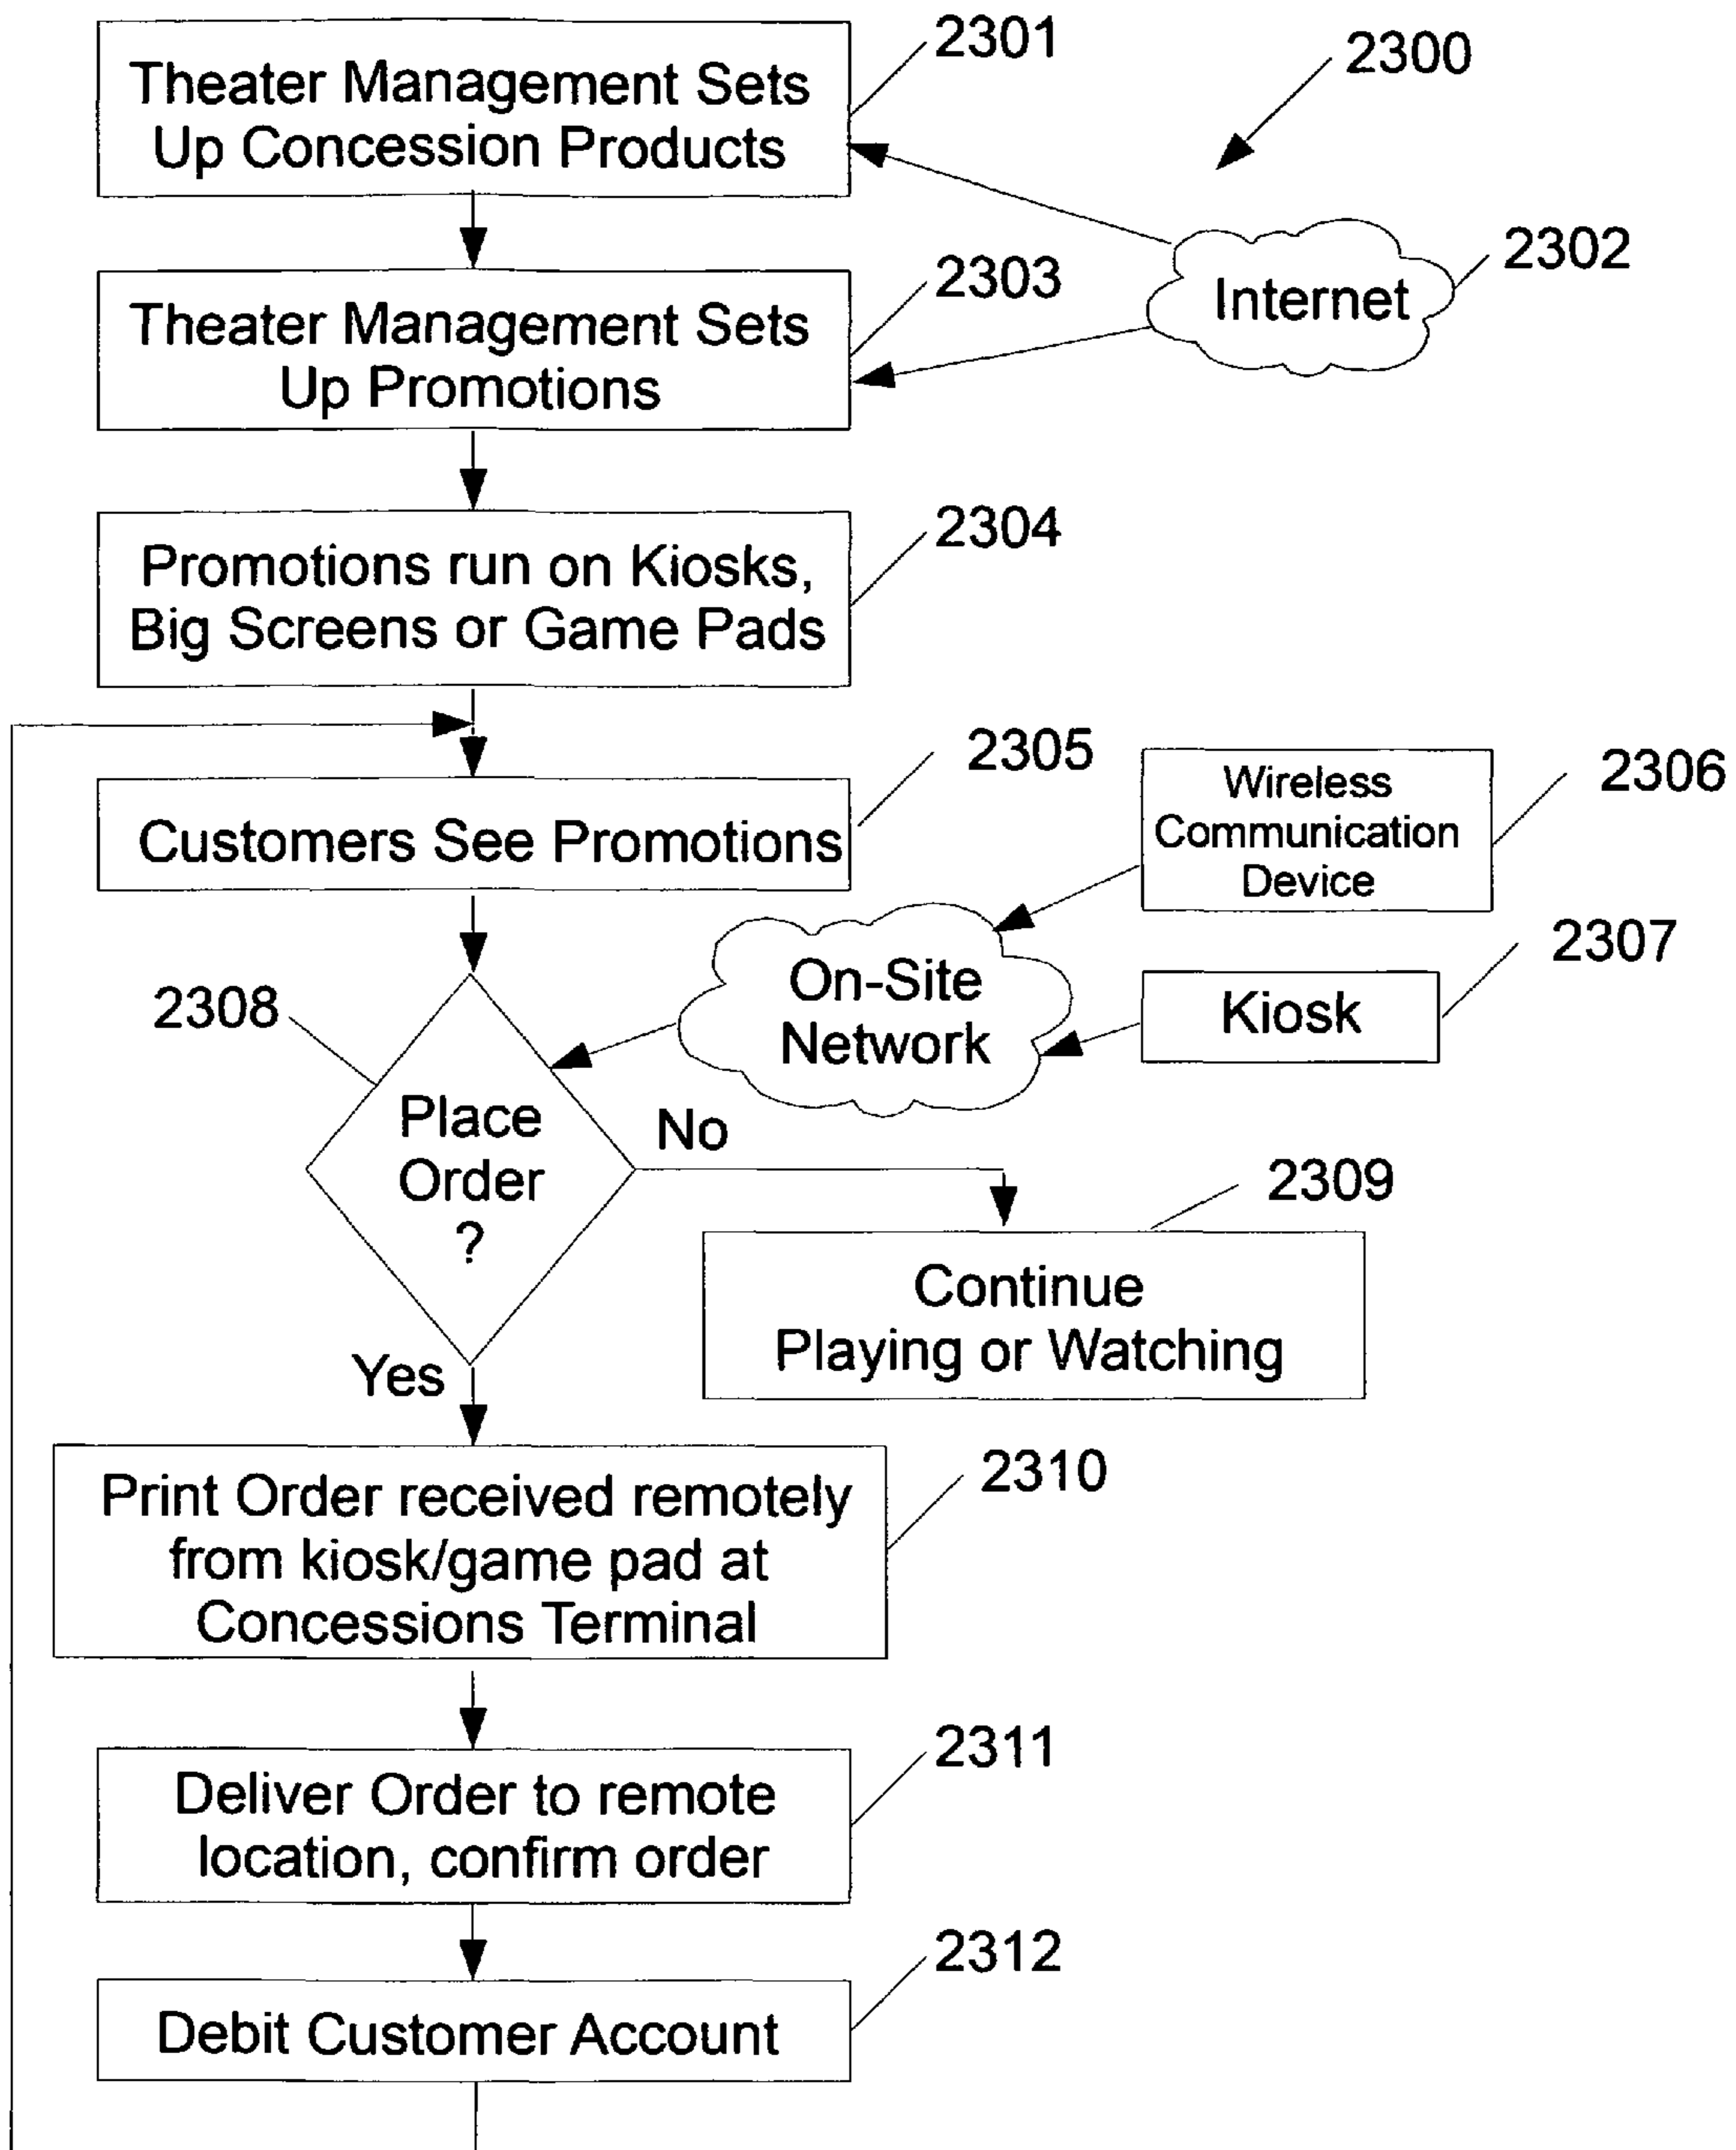 2301
2300
Theater Management Sets
Up Concession Products
2302
Internet
2303
Theater Management Sets
Up Promotions
2304
Promotions run on Kiosks,
Big Screens or Game Pads
2305
Customers See Promotions
2306
Wireless
Communication
Device
2307
Kiosk
On-Site
Network
2308
Place
Order
?
No
2309
Continue
Playing or Watching
Yes
2310
Print Order received remotely
from kiosk/game pad at
Concessions Terminal
2311
Deliver Order to remote
location, confirm order
2312
Debit Customer Account